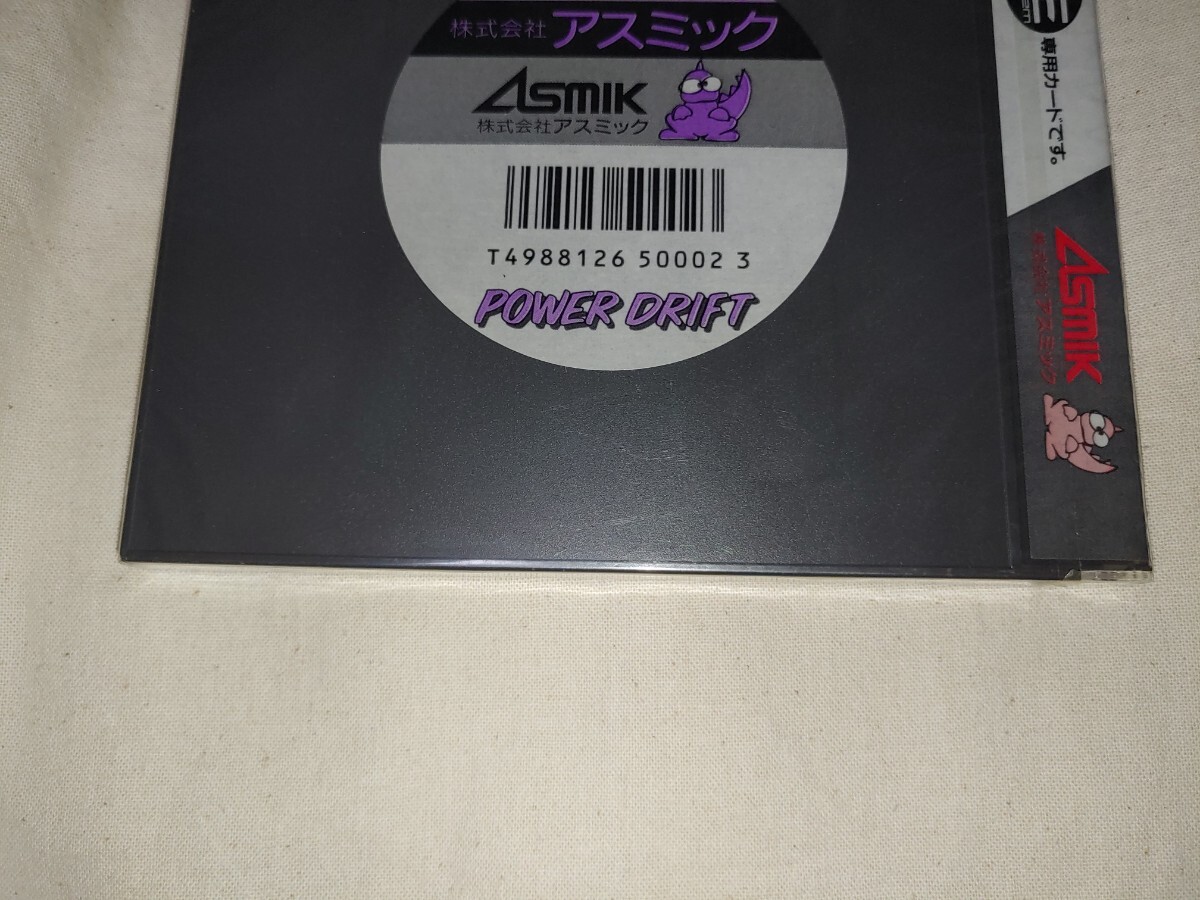 株式会社 アスミック
ASMIK
株式会社アスミック
T4988126 50002 3
POWER DRIFT
専用カードです。
ASMIK
株式会社アスミック